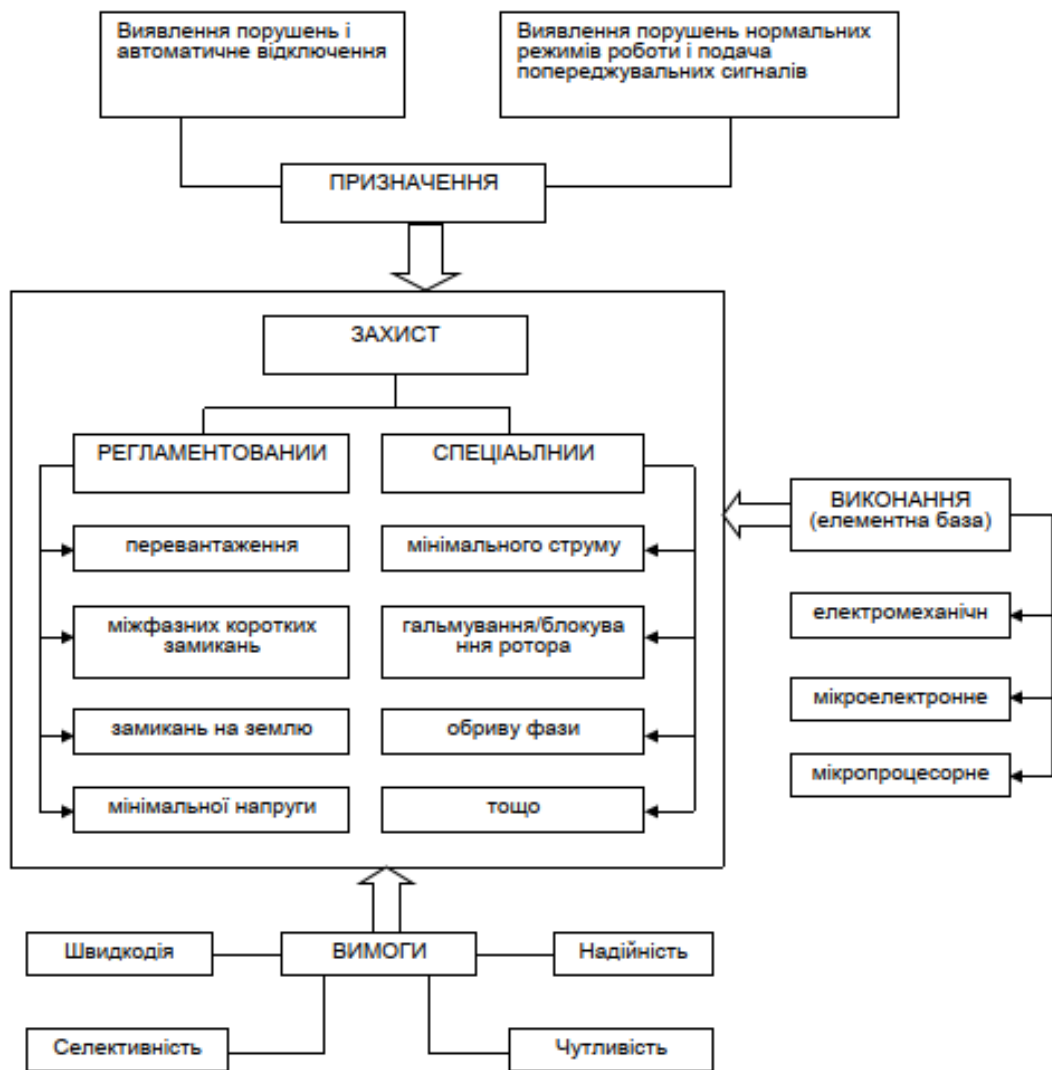 Виявлення порушень і
автоматичне відключення
Виявлення порушень нормальних
режимів роботи і подача
попереджувальних сигналів
ПРИЗНАЧЕННЯ
ЗАХИСТ
РЕГЛАМЕНТОВАНИИ
СПЕЦІАЬЛНИИ
перевантаження
мінімального струму
міжфазних коротких
замикань
гальмування/блокува
ння ротора
замикань на землю
обриву фази
мінімальної напруги
тощо
ВИКОНАННЯ
(елементна база)
електромеханічн
мікроелектронне
мікропроцесорне
Швидкодія
ВИМОГИ
Надійність
Селективність
Чутливість